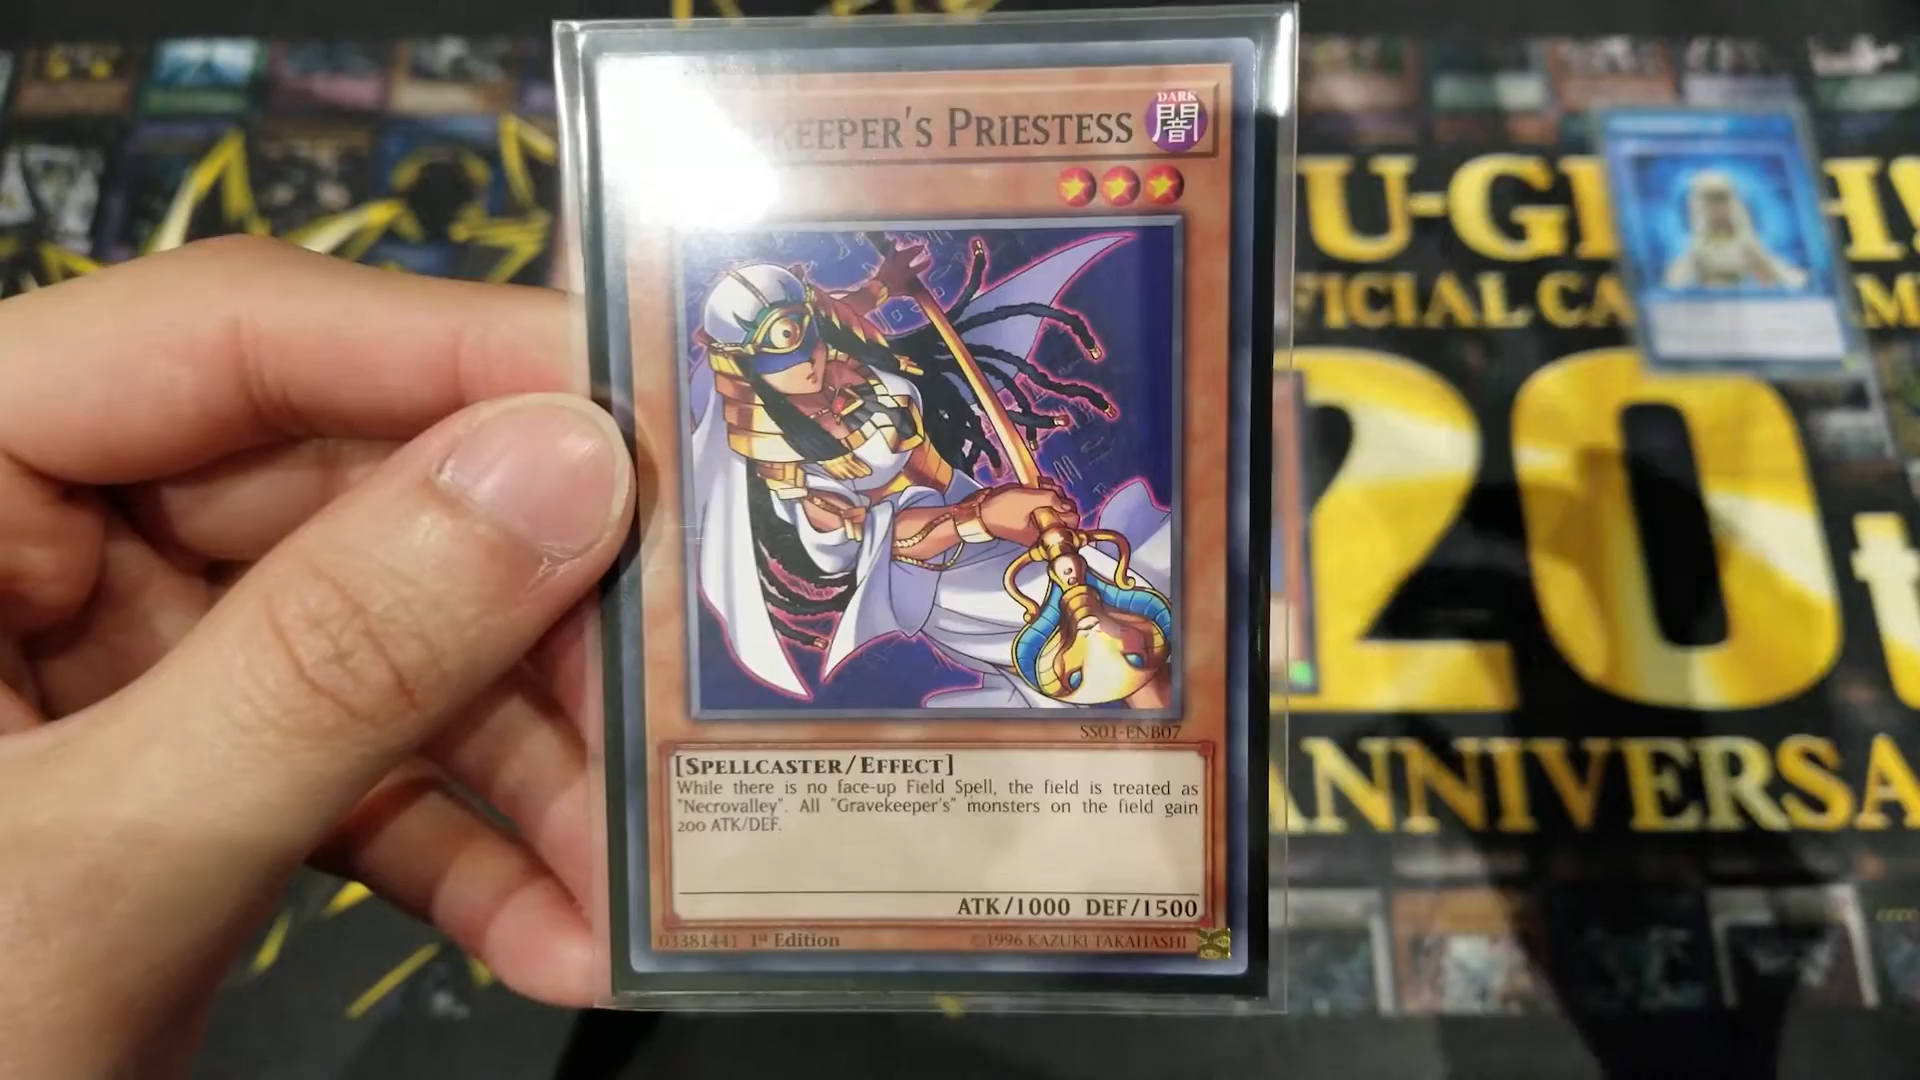 KEEPER'S PRIESTESS
DARK
闇
SS01-ENB07
[SPELLCASTER/EFFECT]
While there is no face-up Field Spell, the field is treated as
"Necrovalley". All "Gravekeeper's" monsters on the field gain
200 ATK/DEF.
ATK/1000 DEF/1500
03381441 1st Edition
©1996 KAZUKI TAKAHASHI
U-GI H!
FICIAL CA
20t
ANNIVERSA